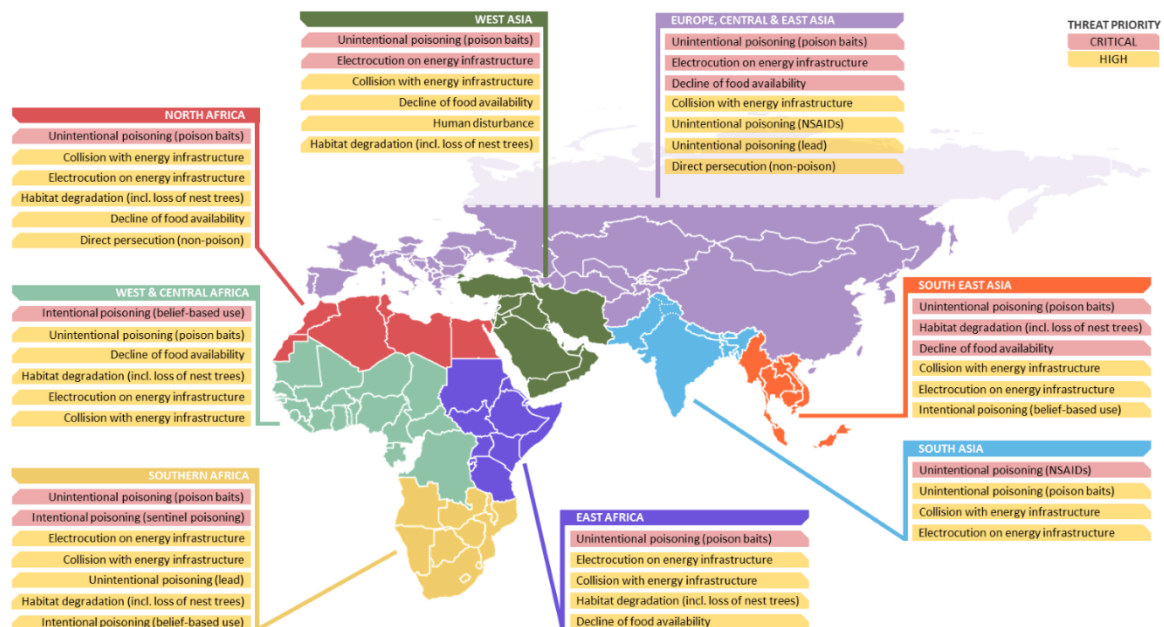 WEST ASIA
Unintentional poisoning (poison baits)
Electrocution on energy infrastructure
Collision with energy infrastructure
Decline of food availability
Human disturbance
Habitat degradation (incl. loss of nest trees)
EUROPE, CENTRAL & EAST ASIA
Unintentional poisoning (poison baits)
Electrocution on energy infrastructure
Decline of food availability
Collision with energy infrastructure
Unintentional poisoning (NSAIDs)
Unintentional poisoning (lead)
Direct persecution (non-poison)
THREAT PRIORITY
CRITICAL
HIGH
NORTH AFRICA
Unintentional poisoning (poison baits)
Collision with energy infrastructure
Electrocution on energy infrastructure
Habitat degradation (incl. loss of nest trees)
Decline of food availability
Direct persecution (non-poison)
WEST & CENTRAL AFRICA
Intentional poisoning (belief-based use)
Unintentional poisoning (poison baits)
Decline of food availability
Habitat degradation (incl. loss of nest trees)
Electrocution on energy infrastructure
Collision with energy infrastructure
SOUTH EAST ASIA
Unintentional poisoning (poison baits)
Habitat degradation (incl. loss of nest trees)
Decline of food availability
Collision with energy infrastructure
Electrocution on energy infrastructure
Intentional poisoning (belief-based use)
SOUTH ASIA
Unintentional poisoning (NSAIDs)
Unintentional poisoning (poison baits)
Collision with energy infrastructure
Electrocution on energy infrastructure
SOUTHERN AFRICA
Unintentional poisoning (poison baits)
Intentional poisoning (sentinel poisoning)
Electrocution on energy infrastructure
Collision with energy infrastructure
Unintentional poisoning (lead)
Habitat degradation (incl. loss of nest trees)
Intentional poisoning (belief-based use)
EAST AFRICA
Unintentional poisoning (poison baits)
Electrocution on energy infrastructure
Collision with energy infrastructure
Habitat degradation (incl. loss of nest trees)
Decline of food availability